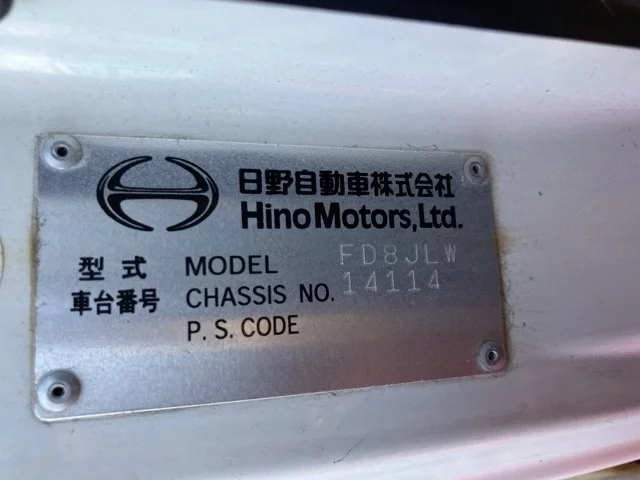 日野自動車株式会社
Hino Motors, Ltd.
型式 MODEL FD8JLW
車台番号 CHASSIS NO. 14114
P. S. CODE